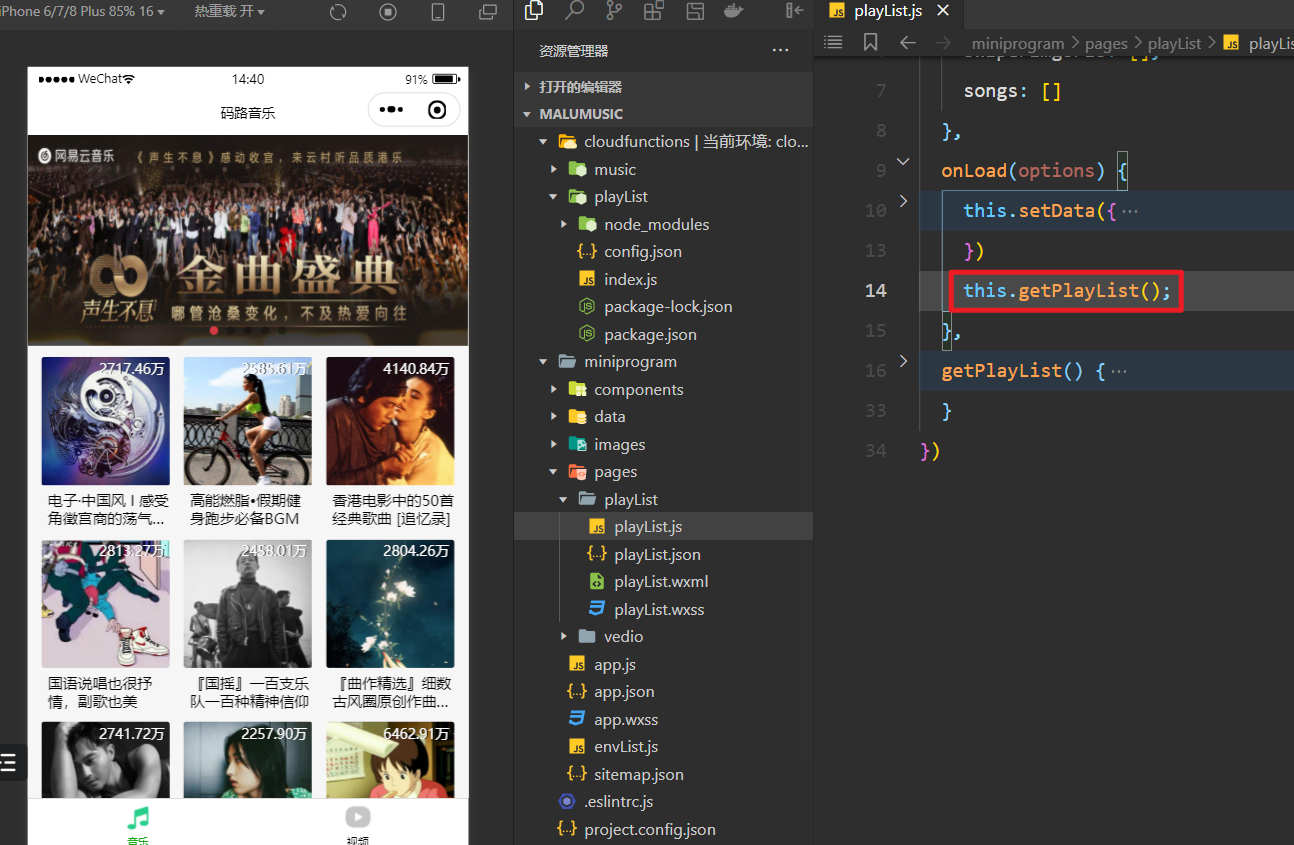 iPhone 6/7/8 Plus 85% 16
热重载 开
WeChat
14:40
91%
码路音乐
网易云音乐
《声生不息》感动收官，来云村听品质港乐
金曲盛典
声生不息
哪管沧桑变化，不及热爱向往
2717.46万
2585.61万
4140.84万
电子·中国风丨感受
角徵宫商的荡气...
高能燃脂•假期健
身跑步必备BGM
香港电影中的50首
经典歌曲 [追忆录]
2813.27万
2458.01万
2804.26万
国语说唱也很抒
情，副歌也美
『国摇』一百支乐
队一百种精神信仰
『曲作精选』细数
古风圈原创作曲...
2741.72万
2257.90万
6462.91万
音乐
视频
资源管理器
打开的编辑器
MALUMUSIC
cloudfunctions | 当前环境: clo...
music
playList
node_modules
config.json
index.js
package-lock.json
package.json
miniprogram
components
data
images
pages
playList
playList.js
playList.json
playList.wxml
playList.wxss
vedio
app.js
app.json
app.wxss
envList.js
sitemap.json
.eslintrc.js
project.config.json
playList.js
miniprogram > pages > playList > JS playLis
7 songs: []
8 },
9 onLoad(options) {
10 this.setData({ ...
13 })
14 this.getPlayList();
15 },
16 getPlayList() { ...
33 }
34 })